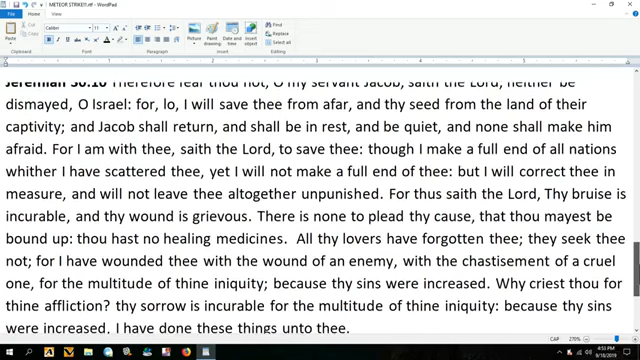 METEOR STRIKE!!.rtf - WordPad
File Home View
Cut
Copy
Paste
Calibri
Picture
Paint drawing
Date and time
Insert object
Find
Replace
Select all
Jeremian 30:10 Therefore fear thou not, O my servant Jacob, saith the Lord; neither be
dismayed, O Israel: for, lo, I will save thee from afar, and thy seed from the land of their
captivity; and Jacob shall return, and shall be in rest, and be quiet, and none shall make him
afraid. For I am with thee, saith the Lord, to save thee: though I make a full end of all nations
whither I have scattered thee, yet I will not make a full end of thee: but I will correct thee in
measure, and will not leave thee altogether unpunished. For thus saith the Lord, Thy bruise is
incurable, and thy wound is grievous. There is none to plead thy cause, that thou mayest be
bound up: thou hast no healing medicines. All thy lovers have forgotten thee; they seek thee
not; for I have wounded thee with the wound of an enemy, with the chastisement of a cruel
one, for the multitude of thine iniquity; because thy sins were increased. Why criest thou for
thine affliction? thy sorrow is incurable for the multitude of thine iniquity: because thy sins
were increased. I have done these things unto thee.
CAP 270%
4:53 PM
9/18/2019